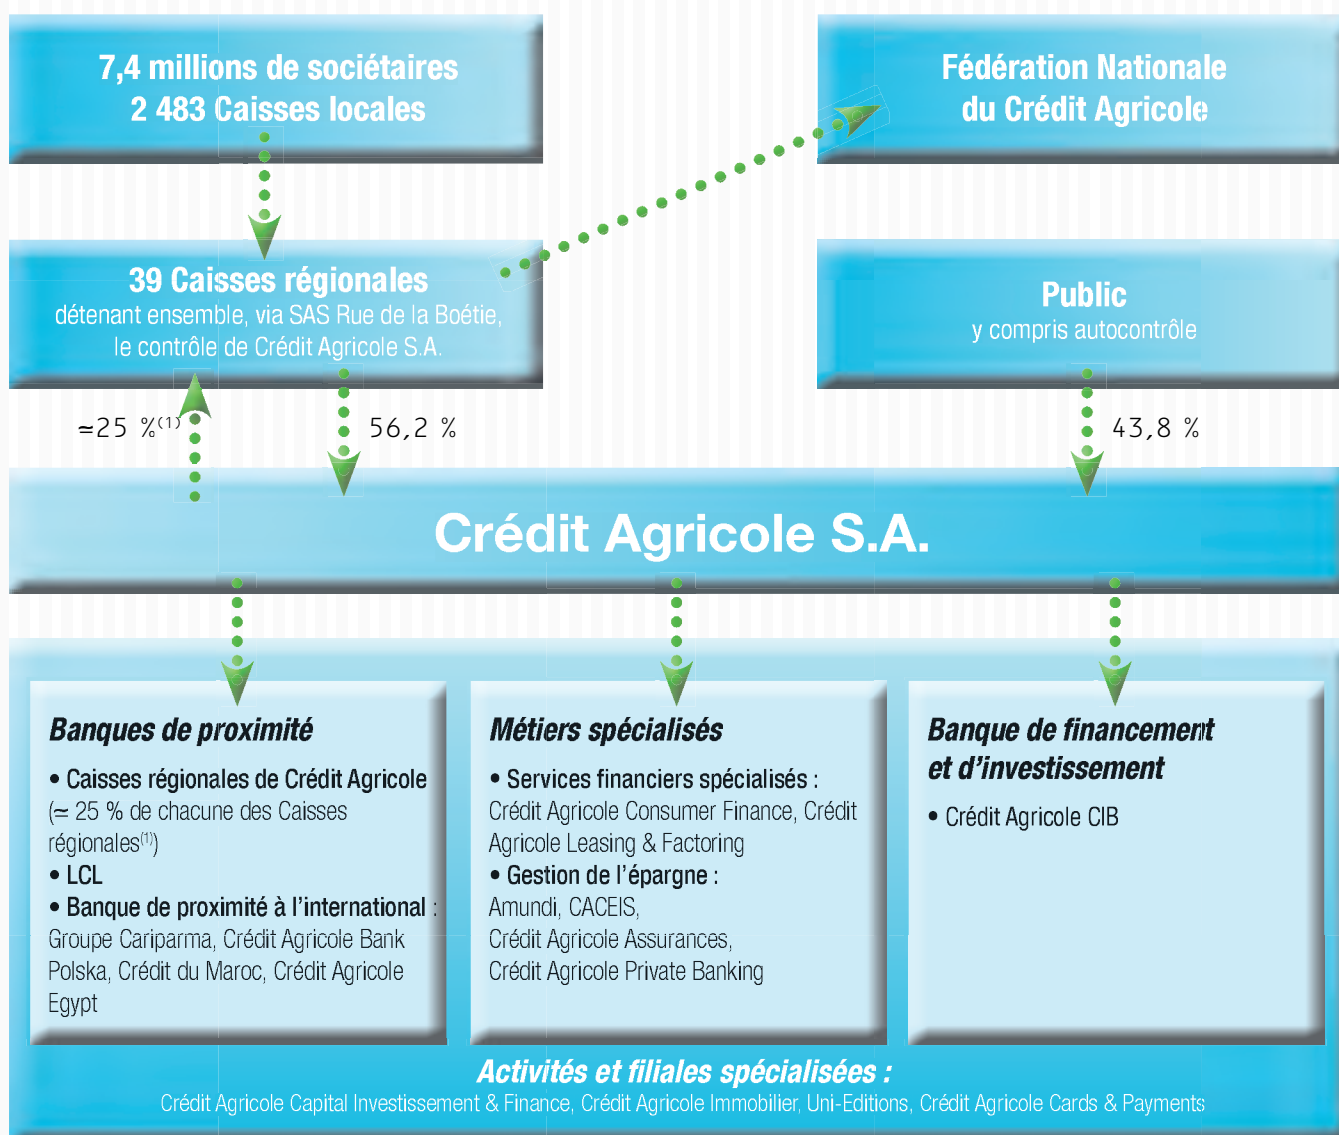 7,4 millions de sociétaires
2 483 Caisses locales
Fédération Nationale
du Crédit Agricole
39 Caisses régionales
détenant ensemble, via SAS Rue de la Boétie,
le contrôle de Crédit Agricole S.A.
Public
y compris autocontrôle
≃25 %(1)
56,2 %
43,8 %
Crédit Agricole S.A.
Banques de proximité
• Caisses régionales de Crédit Agricole
(≃ 25 % de chacune des Caisses
régionales(1))
• LCL
• Banque de proximité à l’international :
Groupe Cariparma, Crédit Agricole Bank
Polska, Crédit du Maroc, Crédit Agricole
Egypt
Métiers spécialisés
• Services financiers spécialisés :
Crédit Agricole Consumer Finance, Crédit
Agricole Leasing & Factoring
• Gestion de l’épargne :
Amundi, CACEIS,
Crédit Agricole Assurances,
Crédit Agricole Private Banking
Banque de financement
et d’investissement
• Crédit Agricole CIB
Activités et filiales spécialisées :
Crédit Agricole Capital Investissement & Finance, Crédit Agricole Immobilier, Uni-Editions, Crédit Agricole Cards & Payments